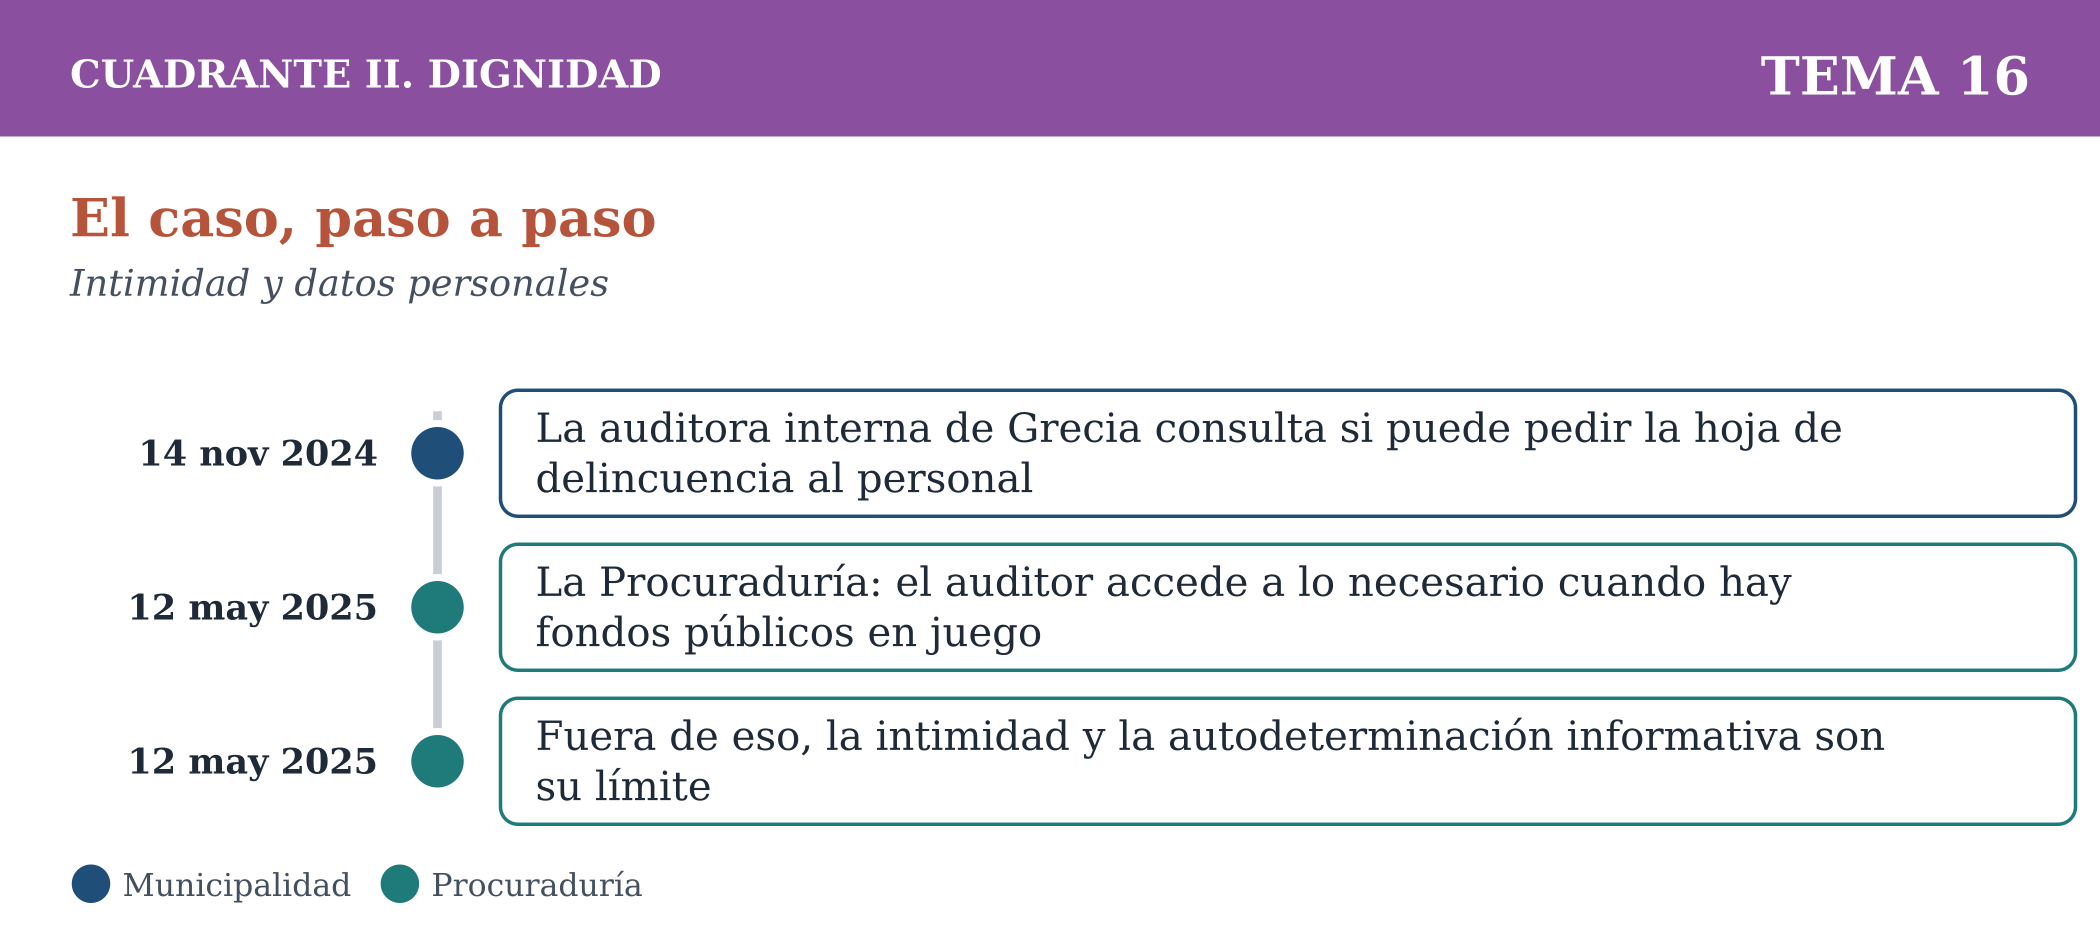 CUADRANTE II. DIGNIDAD
TEMA 16
El caso, paso a paso
Intimidad y datos personales
14 nov 2024
La auditora interna de Grecia consulta si puede pedir la hoja de
delincuencia al personal
12 may 2025
La Procuraduría: el auditor accede a lo necesario cuando hay
fondos públicos en juego
12 may 2025
Fuera de eso, la intimidad y la autodeterminación informativa son
su límite
Municipalidad
Procuraduría